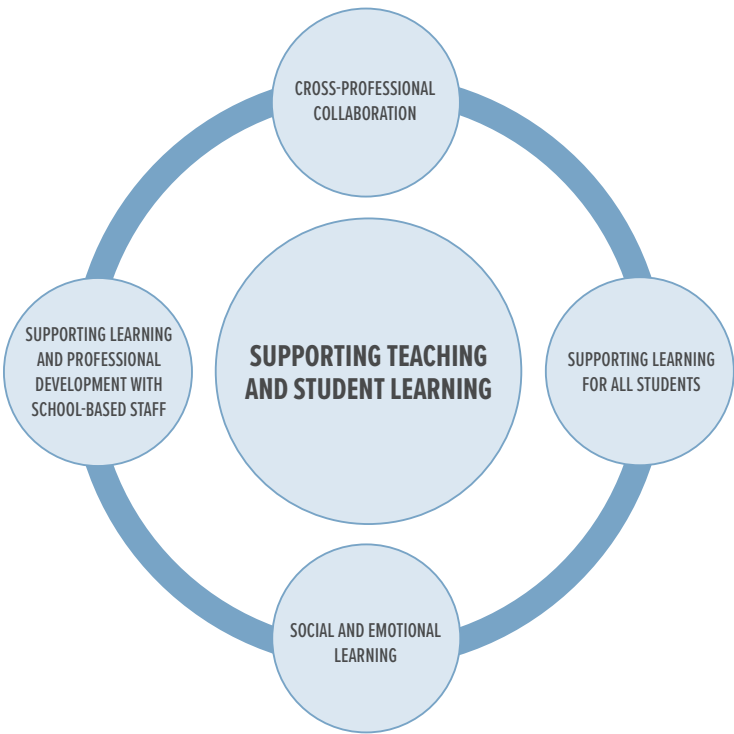 CROSS-PROFESSIONAL
COLLABORATION
SUPPORTING LEARNING
AND PROFESSIONAL
DEVELOPMENT WITH
SCHOOL-BASED STAFF
SUPPORTING TEACHING
AND STUDENT LEARNING
SUPPORTING LEARNING
FOR ALL STUDENTS
SOCIAL AND EMOTIONAL
LEARNING